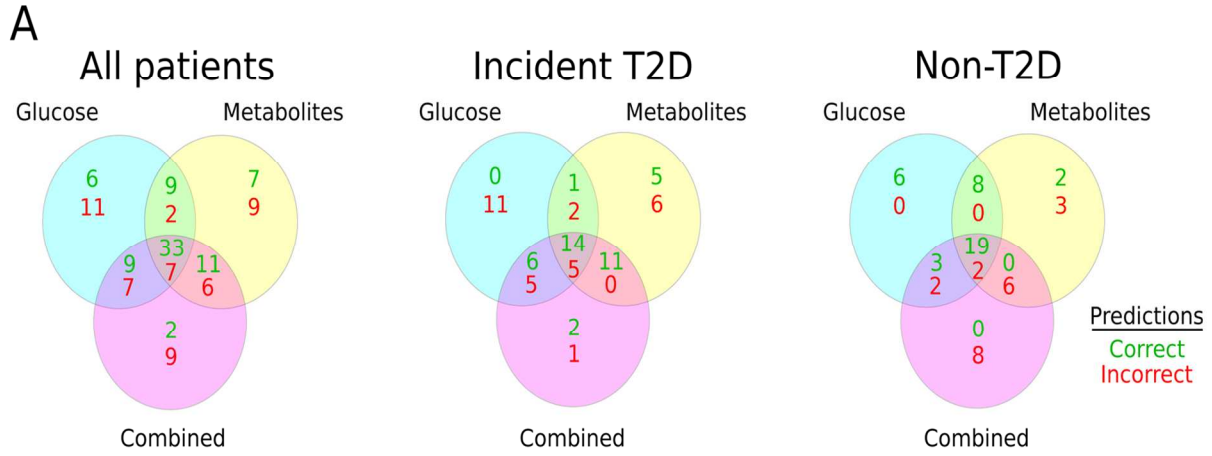 A
All patients
Incident T2D
Non-T2D
Glucose
Metabolites
Glucose
Metabolites
Glucose
Metabolites
6
9
7
11
2
9
33
9
11
7
7
6
2
9
Combined
0
1
5
11
2
6
14
6
11
5
5
0
2
1
Combined
6
8
2
0
0
3
19
3
0
2
2
6
0
8
Combined
Predictions
Correct
Incorrect